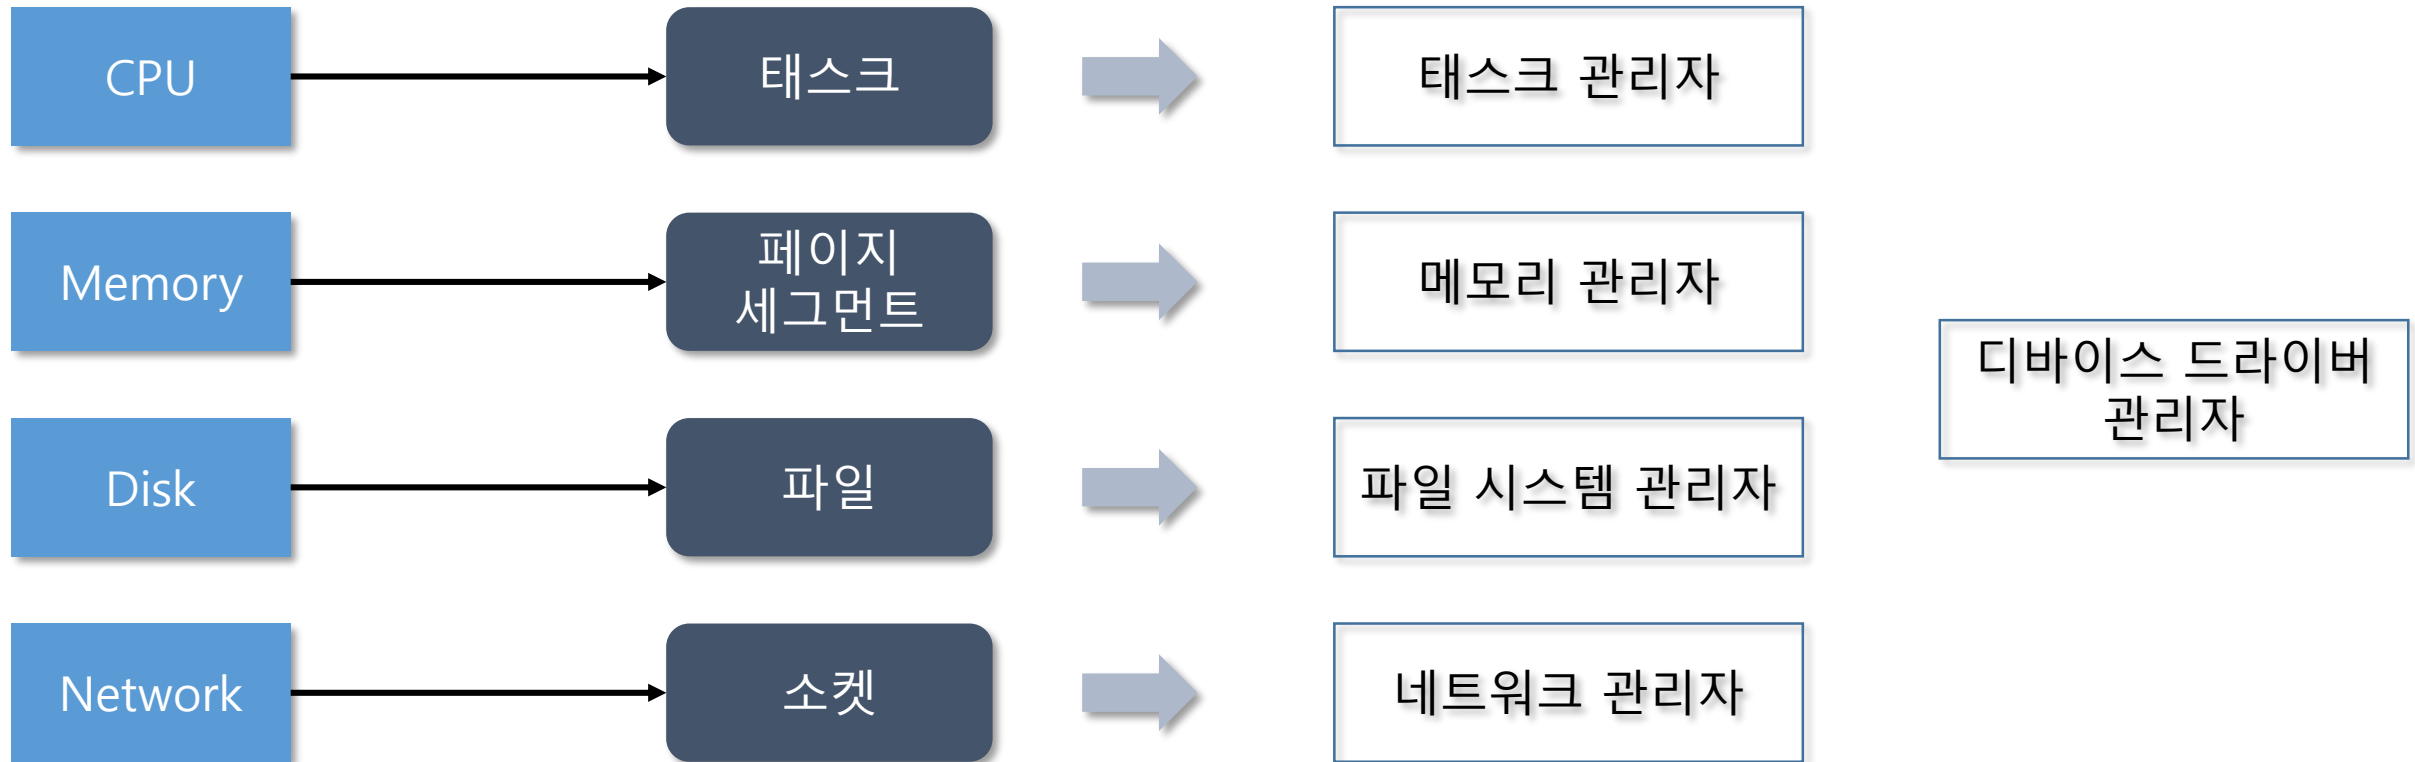 CPU
태스크
태스크 관리자
Memory
페이지
세그먼트
메모리 관리자
디바이스 드라이버
관리자
Disk
파일
파일 시스템 관리자
Network
소켓
네트워크 관리자